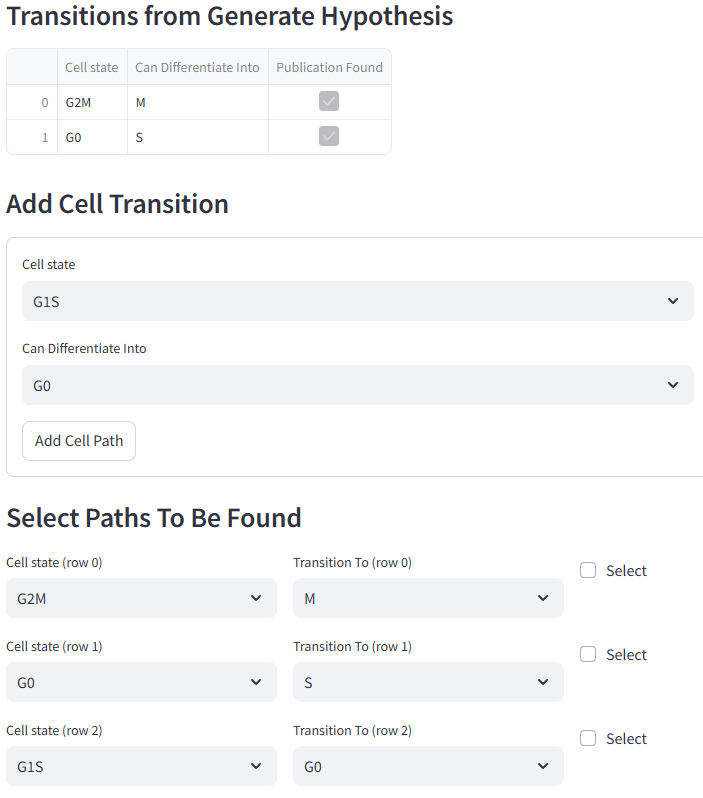 Transitions from Generate Hypothesis
Cell state Can Differentiate Into Publication Found
0 G2M M
1 G0 S
Add Cell Transition
Cell state
G1S
Can Differentiate Into
G0
Add Cell Path
Select Paths To Be Found
Cell state (row 0) Transition To (row 0)
G2M M Select
Cell state (row 1) Transition To (row 1)
G0 S Select
Cell state (row 2) Transition To (row 2)
G1S G0 Select